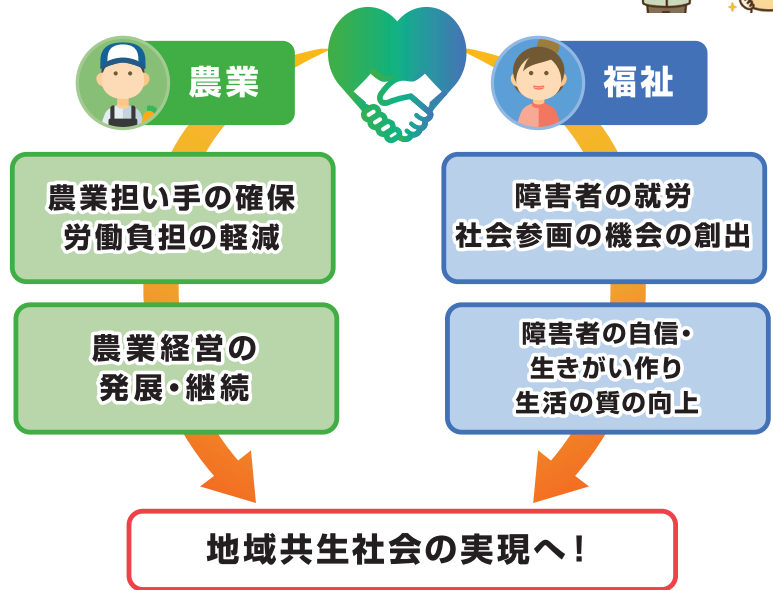 農業
福祉
農業担い手の確保
労働負担の軽減
障害者の就労
社会参画の機会の創出
農業経営の
発展・継続
障害者の自信・
生きがい作り
生活の質の向上
地域共生社会の実現へ！